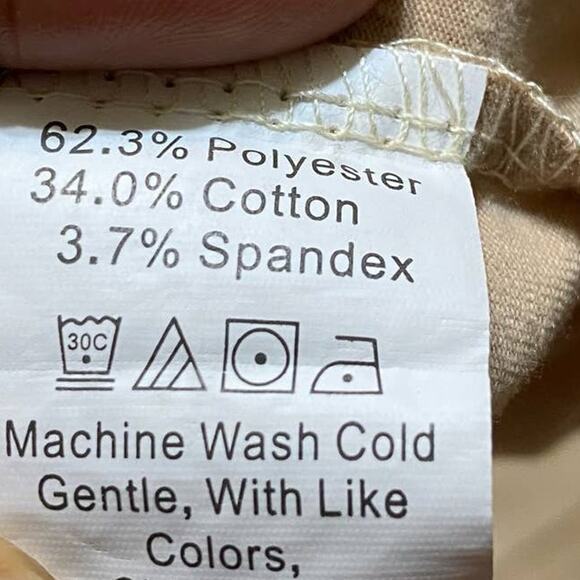 62.3% Polyester
34.0% Cotton
3.7% Spandex
30C
Machine Wash Cold
Gentle, With Like
Colors,